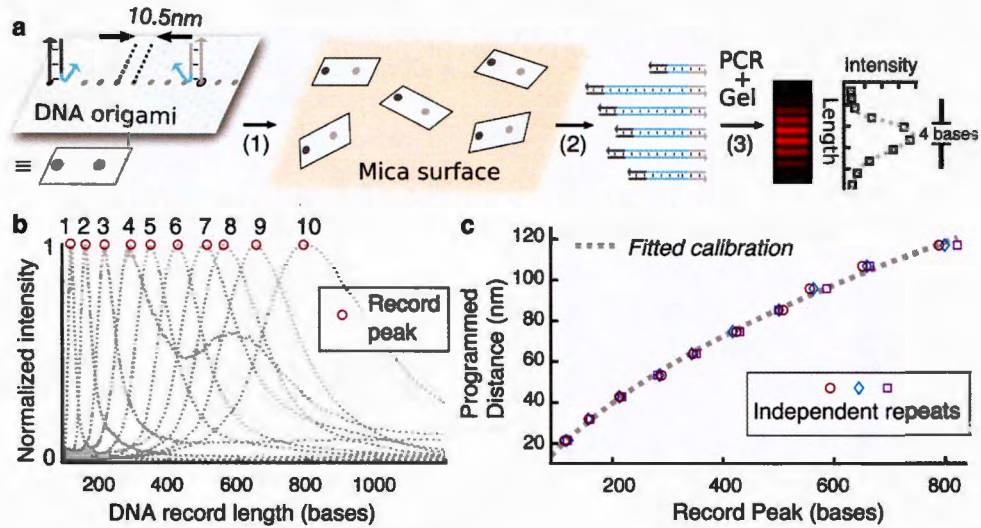 a
10.5nm
DNA origami
≡
(1)
Mica surface
(2)
PCR
+
Gel
(3)
Intensity
Length
4 bases
b
1 2 3 4 5 6 7 8 9 10
Normalized intensity
1
0
Record
peak
200 400 600 800 1000
DNA record length (bases)
c
Programmed
Distance (nm)
120
100
80
60
40
20
Fitted calibration
Independent repeats
200 400 600 800
Record Peak (bases)